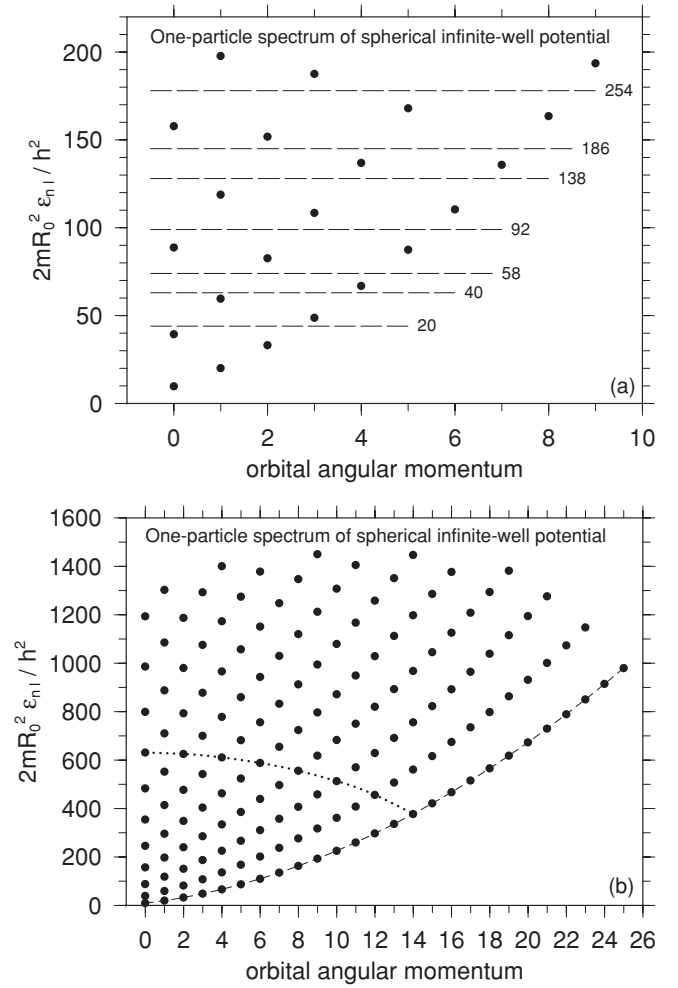 One-particle spectrum of spherical infinite-well potential
200
150
100
50
0
254
186
138
92
58
40
20
(a)
0 2 4 6 8 10
orbital angular momentum
2mR₀² ε n l / h²
1600
One-particle spectrum of spherical infinite-well potential
1400
1200
1000
800
600
400
200
0
(b)
0 2 4 6 8 10 12 14 16 18 20 22 24 26
orbital angular momentum
2mR₀² ε n l / h²